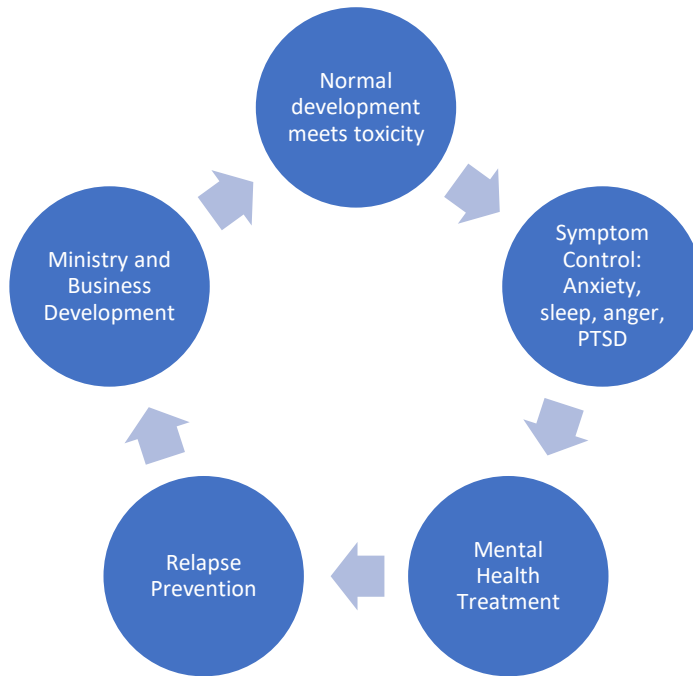 Normal
development
meets toxicity
Symptom
Control:
Anxiety,
sleep, anger,
PTSD
Mental
Health
Treatment
Relapse
Prevention
Ministry and
Business
Development